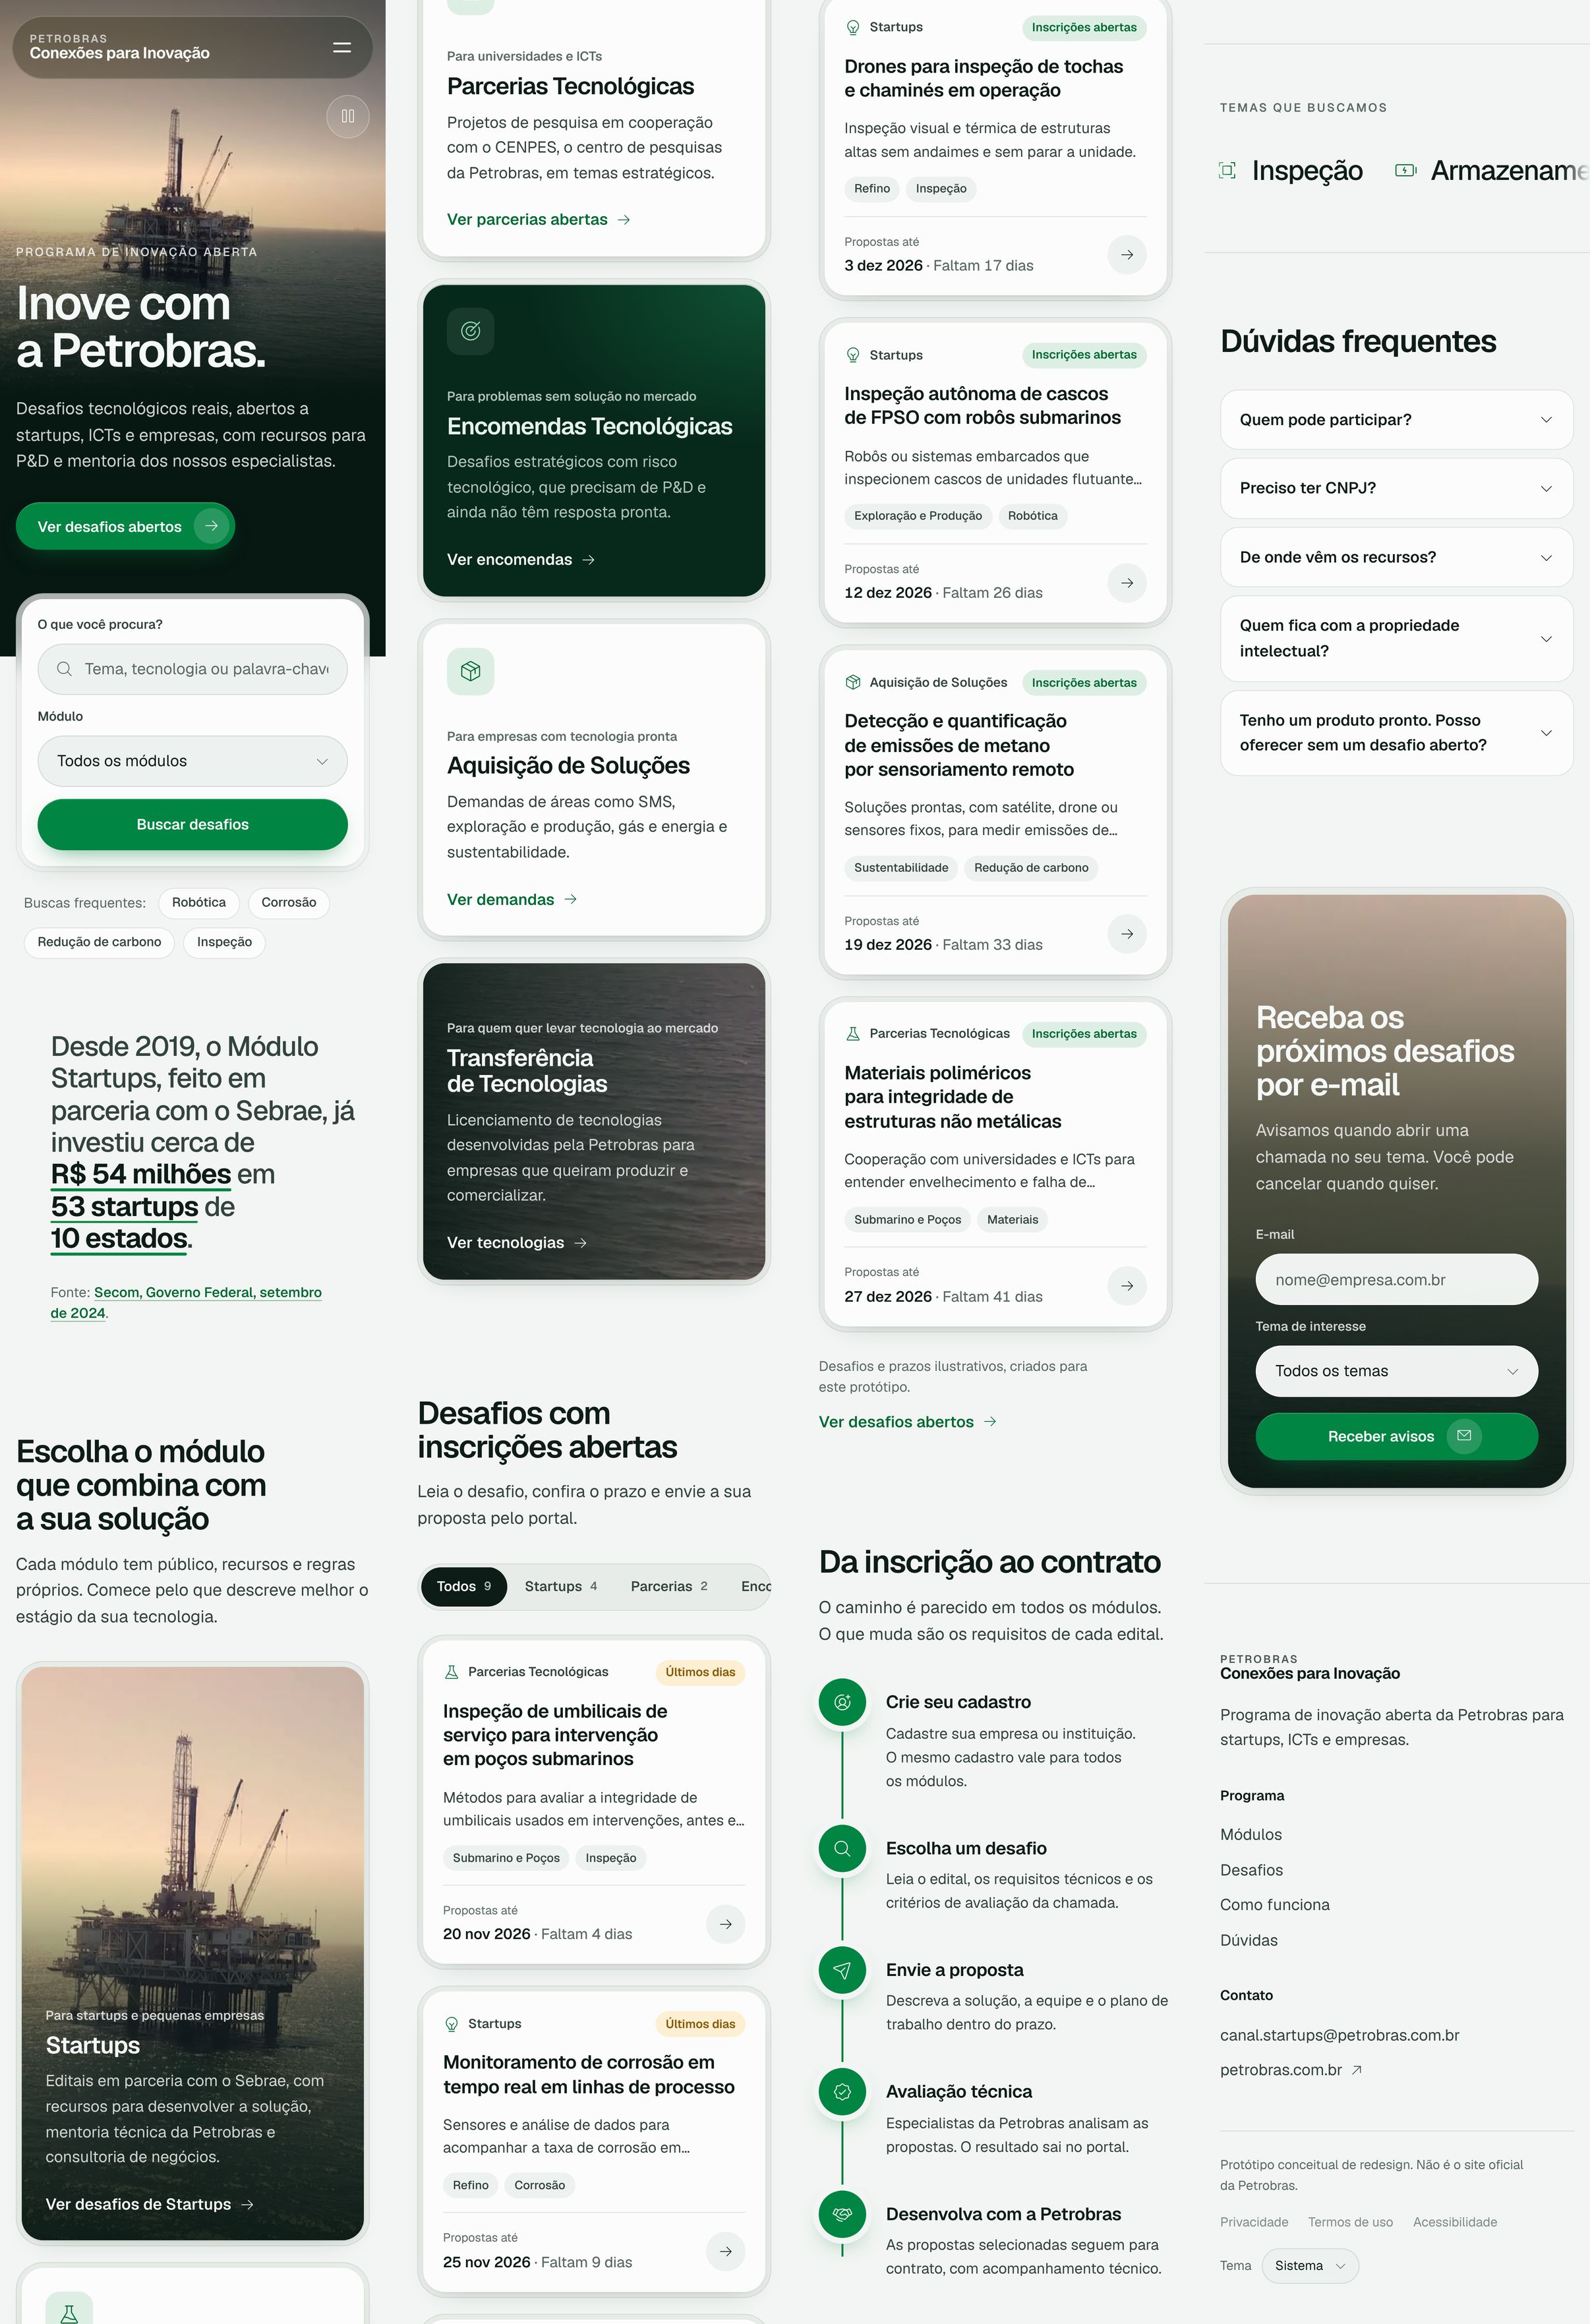 PETROBRAS
Conexões para Inovação
PROGRAMA DE INOVAÇÃO ABERTA
Inove com
a Petrobras.
Desafios tecnológicos reais, abertos a
startups, ICTs e empresas, com recursos para
P&D e mentoria dos nossos especialistas.
Ver desafios abertos
O que você procura?
Tema, tecnologia ou palavra-chave
Módulo
Todos os módulos
Buscar desafios
Buscas frequentes:
Robótica
Corrosão
Redução de carbono
Inspeção
Desde 2019, o Módulo
Startups, feito em
parceria com o Sebrae, já
investiu cerca de
R$ 54 milhões em
53 startups de
10 estados.
Fonte: Secom, Governo Federal, setembro
de 2024.
Escolha o módulo
que combina com
a sua solução
Cada módulo tem público, recursos e regras
próprios. Comece pelo que descreve melhor o
estágio da sua tecnologia.
Para startups e pequenas empresas
Startups
Editais em parceria com o Sebrae, com
recursos para desenvolver a solução,
mentoria técnica da Petrobras e
consultoria de negócios.
Ver desafios de Startups
Para universidades e ICTs
Parcerias Tecnológicas
Projetos de pesquisa em cooperação
com o CENPES, o centro de pesquisas
da Petrobras, em temas estratégicos.
Ver parcerias abertas
Para problemas sem solução no mercado
Encomendas Tecnológicas
Desafios estratégicos com risco
tecnológico, que precisam de P&D e
ainda não têm resposta pronta.
Ver encomendas
Para empresas com tecnologia pronta
Aquisição de Soluções
Demandas de áreas como SMS,
exploração e produção, gás e energia e
sustentabilidade.
Ver demandas
Para quem quer levar tecnologia ao mercado
Transferência
de Tecnologias
Licenciamento de tecnologias
desenvolvidas pela Petrobras para
empresas que queiram produzir e
comercializar.
Ver tecnologias
Desafios com
inscrições abertas
Leia o desafio, confira o prazo e envie a sua
proposta pelo portal.
Todos 9
Startups 4
Parcerias 2
Enco
Parcerias Tecnológicas
Últimos dias
Inspeção de umbilicais de
serviço para intervenção
em poços submarinos
Métodos para avaliar a integridade de
umbilicais usados em intervenções, antes e…
Submarino e Poços
Inspeção
Propostas até
20 nov 2026 · Faltam 4 dias
Startups
Últimos dias
Monitoramento de corrosão em
tempo real em linhas de processo
Sensores e análise de dados para
acompanhar a taxa de corrosão em…
Refino
Corrosão
Propostas até
25 nov 2026 · Faltam 9 dias
Startups
Inscrições abertas
Drones para inspeção de tochas
e chaminés em operação
Inspeção visual e térmica de estruturas
altas sem andaimes e sem parar a unidade.
Refino
Inspeção
Propostas até
3 dez 2026 · Faltam 17 dias
Startups
Inscrições abertas
Inspeção autônoma de cascos
de FPSO com robôs submarinos
Robôs ou sistemas embarcados que
inspecionem cascos de unidades flutuante…
Exploração e Produção
Robótica
Propostas até
12 dez 2026 · Faltam 26 dias
Aquisição de Soluções
Inscrições abertas
Detecção e quantificação
de emissões de metano
por sensoriamento remoto
Soluções prontas, com satélite, drone ou
sensores fixos, para medir emissões de…
Sustentabilidade
Redução de carbono
Propostas até
19 dez 2026 · Faltam 33 dias
Parcerias Tecnológicas
Inscrições abertas
Materiais poliméricos
para integridade de
estruturas não metálicas
Cooperação com universidades e ICTs para
entender envelhecimento e falha de…
Submarino e Poços
Materiais
Propostas até
27 dez 2026 · Faltam 41 dias
Desafios e prazos ilustrativos, criados para
este protótipo.
Ver desafios abertos
Da inscrição ao contrato
O caminho é parecido em todos os módulos.
O que muda são os requisitos de cada edital.
Crie seu cadastro
Cadastre sua empresa ou instituição.
O mesmo cadastro vale para todos
os módulos.
Escolha um desafio
Leia o edital, os requisitos técnicos e os
critérios de avaliação da chamada.
Envie a proposta
Descreva a solução, a equipe e o plano de
trabalho dentro do prazo.
Avaliação técnica
Especialistas da Petrobras analisam as
propostas. O resultado sai no portal.
Desenvolva com a Petrobras
As propostas selecionadas seguem para
contrato, com acompanhamento técnico.
TEMAS QUE BUSCAMOS
Inspeção
Armazename
Dúvidas frequentes
Quem pode participar?
Preciso ter CNPJ?
De onde vêm os recursos?
Quem fica com a propriedade
intelectual?
Tenho um produto pronto. Posso
oferecer sem um desafio aberto?
Receba os
próximos desafios
por e-mail
Avisamos quando abrir uma
chamada no seu tema. Você pode
cancelar quando quiser.
E-mail
nome@empresa.com.br
Tema de interesse
Todos os temas
Receber avisos
PETROBRAS
Conexões para Inovação
Programa de inovação aberta da Petrobras para
startups, ICTs e empresas.
Programa
Módulos
Desafios
Como funciona
Dúvidas
Contato
canal.startups@petrobras.com.br
petrobras.com.br
Protótipo conceitual de redesign. Não é o site oficial
da Petrobras.
Privacidade
Termos de uso
Acessibilidade
Tema
Sistema